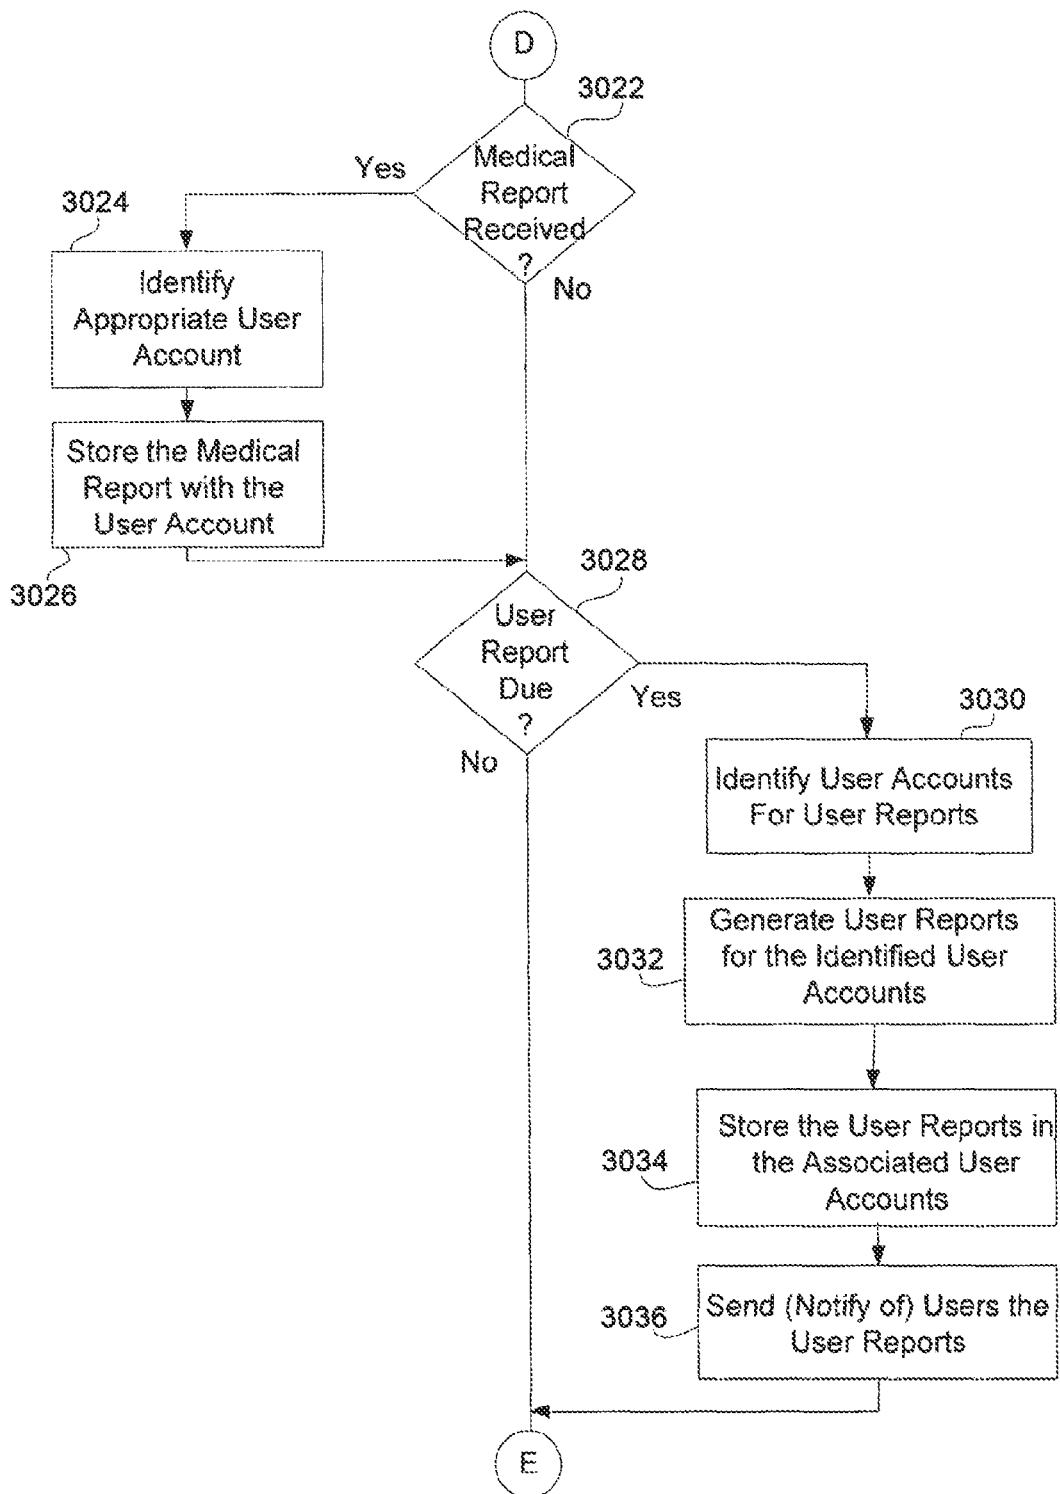 D
3022
Medical
Report
Received
?
Yes
No
3024
Identify
Appropriate User
Account
Store the Medical
Report with the
User Account
3026
3028
User
Report
Due
?
Yes
No
3030
Identify User Accounts
For User Reports
3032
Generate User Reports
for the Identified User
Accounts
3034
Store the User Reports in
the Associated User
Accounts
3036
Send (Notify of) Users the
User Reports
E